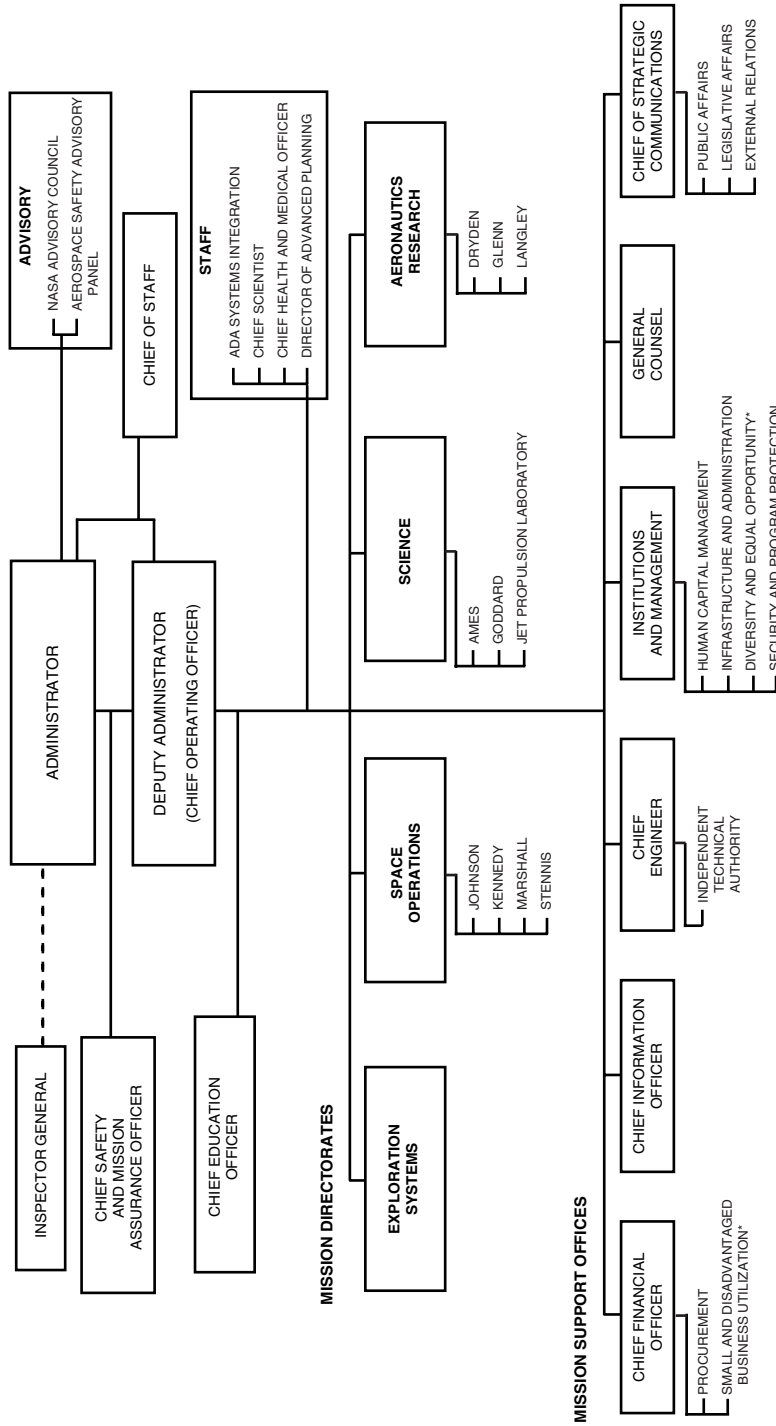 INSPECTOR GENERAL
ADMINISTRATOR
ADVISORY
NASA ADVISORY COUNCIL
AEROSPACE SAFETY ADVISORY
PANEL
CHIEF SAFETY
AND MISSION
ASSURANCE OFFICER
CHIEF OF STAFF
DEPUTY ADMINISTRATOR
(CHIEF OPERATING OFFICER)
CHIEF EDUCATION
OFFICER
STAFF
ADA SYSTEMS INTEGRATION
CHIEF SCIENTIST
CHIEF HEALTH AND MEDICAL OFFICER
DIRECTOR OF ADVANCED PLANNING
MISSION DIRECTORATES
EXPLORATION
SYSTEMS
SPACE
OPERATIONS
JOHNSON
KENNEDY
MARSHALL
STENNIS
SCIENCE
AMES
GODDARD
JET PROPULSION LABORATORY
AERONAUTICS
RESEARCH
DRYDEN
GLENN
LANGLEY
MISSION SUPPORT OFFICES
CHIEF FINANCIAL
OFFICER
PROCUREMENT
SMALL AND DISADVANTAGED
BUSINESS UTILIZATION*
CHIEF INFORMATION
OFFICER
CHIEF
ENGINEER
INDEPENDENT
TECHNICAL
AUTHORITY
INSTITUTIONS
AND MANAGEMENT
HUMAN CAPITAL MANAGEMENT
INFRASTRUCTURE AND ADMINISTRATION
DIVERSITY AND EQUAL OPPORTUNITY*
SECURITY AND PROGRAM PROTECTION
GENERAL
COUNSEL
CHIEF OF STRATEGIC
COMMUNICATIONS
PUBLIC AFFAIRS
LEGISLATIVE AFFAIRS
EXTERNAL RELATIONS